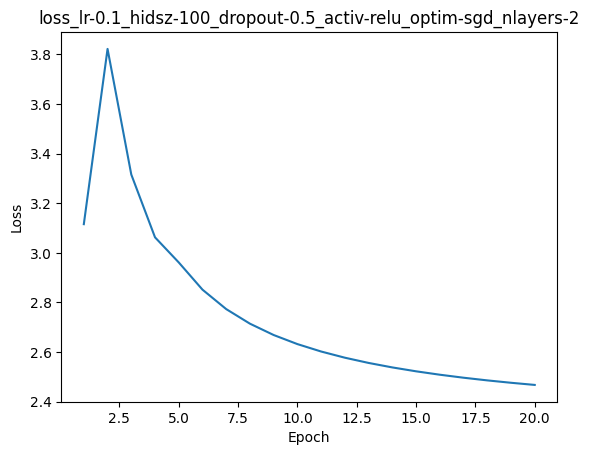 loss_lr-0.1_hidsz-100_dropout-0.5_activ-relu_optim-sgd_nlayers-2
3.8
3.6
3.4
3.2
3.0
2.8
2.6
2.4
Loss
2.5 5.0 7.5 10.0 12.5 15.0 17.5 20.0
Epoch